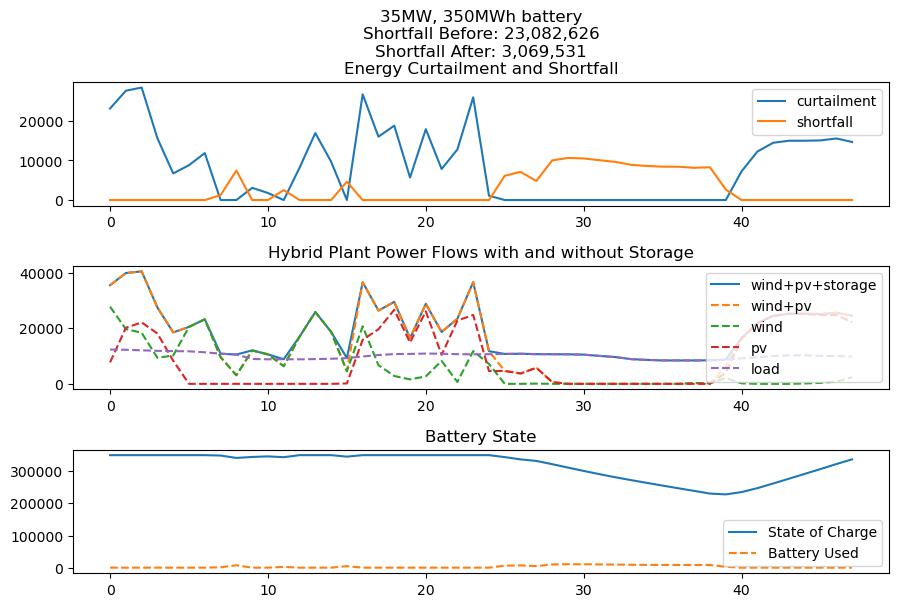 35MW, 350MWh battery
Shortfall Before: 23,082,626
Shortfall After: 3,069,531
Energy Curtailment and Shortfall
curtailment
shortfall
20000
10000
0
0 10 20 30 40
Hybrid Plant Power Flows with and without Storage
wind+pv+storage
wind+pv
wind
pv
load
40000
20000
0
0 10 20 30 40
Battery State
State of Charge
Battery Used
300000
200000
100000
0
0 10 20 30 40